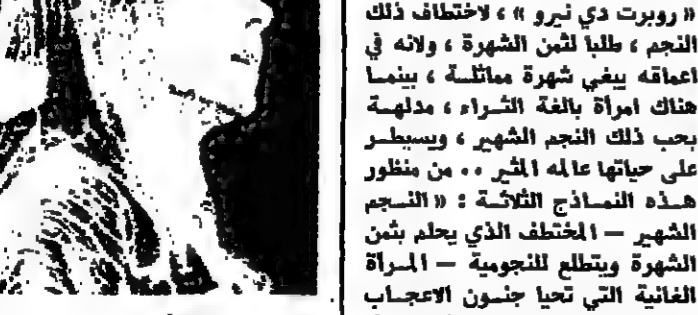 « روبرت دي نيرو » ، لاختطاف ذلك
النجم ، طلبا لثمن الشهرة ، ولانه في
اعماقه يبغي شهرة مماثلة ، بينما
هناك امرأة بالغة الثراء ، مدلهة
بحب ذلك النجم الشهير ، ويسيطر
على حياتها عالمه المثير .. من منظور
هذه النماذج الثلاثة : « النجم
الشهير — المختطف الذي يحلم بثمن
الشهرة ويتطلع للنجومية — المرأة
الغانية التي تحيا جنون الاعجاب